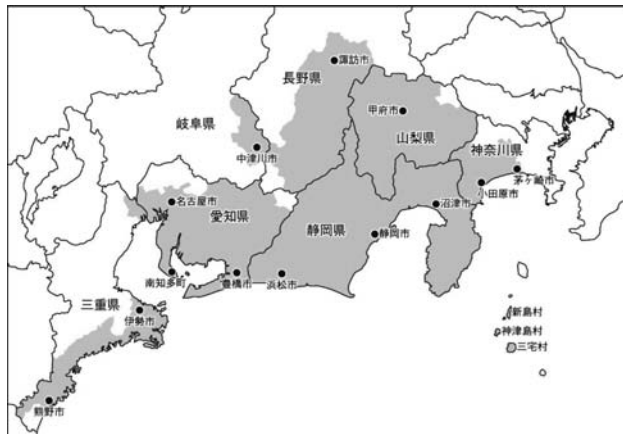 諏訪市
長野県
甲府市
岐阜県
山梨県
神奈川県
中津川市
茅ヶ崎市
小田原市
名古屋市
沼津市
愛知県
静岡県
静岡市
南知多町
豊橋市
浜松市
三重県
伊勢市
新島村
神津島村
三宅村
熊野市